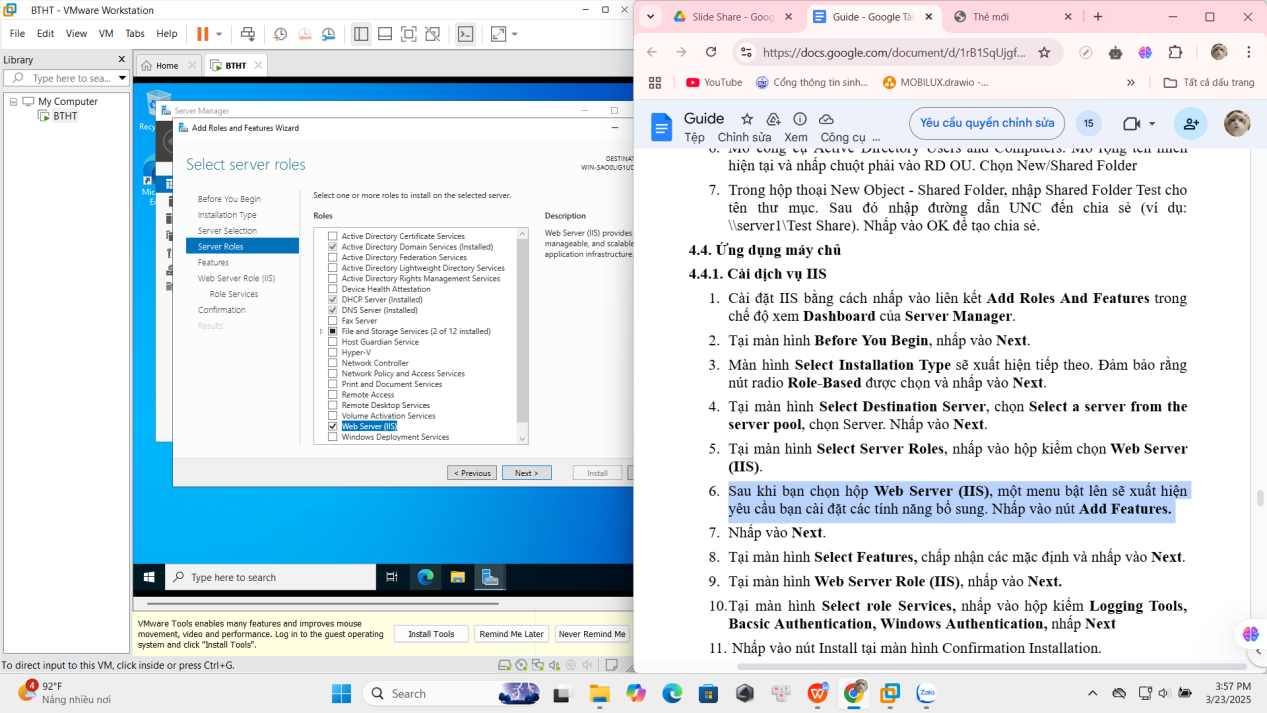 BTHT - VMware Workstation
File Edit View VM Tabs Help
Library
Type here to sea...
My Computer
BTHT
Home
BTHT
Server Manager
Add Roles and Features Wizard
Select server roles
DESTINAT
Before You Begin
Installation Type
Server Selection
Server Roles
Features
Web Server Role (IIS)
Role Services
Confirmation
Results
Select one or more roles to install on the selected server.
Roles
Active Directory Certificate Services
Active Directory Domain Services (Installed)
Active Directory Federation Services
Active Directory Lightweight Directory Services
Active Directory Rights Management Services
Device Health Attestation
DHCP Server (Installed)
DNS Server (Installed)
Fax Server
File and Storage Services (2 of 12 installed)
Host Guardian Service
Hyper-V
Network Controller
Network Policy and Access Services
Print and Document Services
Remote Access
Remote Desktop Services
Volume Activation Services
Web Server (IIS)
Windows Deployment Services
Description
Web Server (IIS) provides
manageable, and scalable
application infrastructure.
< Previous
Next >
Install
Type here to search
VMware Tools enables many features and improves mouse
movement, video and performance. Log in to the guest operating
system and click "Install Tools".
Install Tools
Remind Me Later
Never Remind Me
To direct input to this VM, click inside or press Ctrl+G.
Slide Share - Goog
Guide - Google Tài
Thẻ mới
https://docs.google.com/document/d/1rB1SqUjgf...
YouTube
Cổng thông tin sinh...
MOBILUX.drawio -...
»
Tất cả dấu trang
Guide
Tệp Chỉnh sửa Xem Công cụ ...
Yêu cầu quyền chỉnh sửa
15
6. Mở công cụ Active Directory Users and Computers. Mở rộng tên miền
hiện tại và nhấp chuột phải vào RD OU. Chọn New/Shared Folder
7. Trong hộp thoại New Object - Shared Folder, nhập Shared Folder Test cho
tên thư mục. Sau đó nhập đường dẫn UNC đến chia sẻ (ví dụ:
\\server1\Test Share). Nhấp vào OK để tạo chia sẻ.
4.4. Ứng dụng máy chủ
4.4.1. Cài dịch vụ IIS
1. Cài đặt IIS bằng cách nhấp vào liên kết Add Roles And Features trong
chế độ xem Dashboard của Server Manager.
2. Tại màn hình Before You Begin, nhấp vào Next.
3. Màn hình Select Installation Type sẽ xuất hiện tiếp theo. Đảm bảo rằng
nút radio Role-Based được chọn và nhấp vào Next.
4. Tại màn hình Select Destination Server, chọn Select a server from the
server pool, chọn Server. Nhấp vào Next.
5. Tại màn hình Select Server Roles, nhấp vào hộp kiểm chọn Web Server
(IIS).
6. Sau khi bạn chọn hộp Web Server (IIS), một menu bật lên sẽ xuất hiện
yêu cầu bạn cài đặt các tính năng bổ sung. Nhấp vào nút Add Features.
7. Nhấp vào Next.
8. Tại màn hình Select Features, chấp nhận các mặc định và nhấp vào Next.
9. Tại màn hình Web Server Role (IIS), nhấp vào Next.
10.Tại màn hình Select role Services, nhấp vào hộp kiểm Logging Tools,
Bacsic Authentication, Windows Authentication, nhấp Next
11. Nhấp vào nút Install tại màn hình Confirmation Installation.
4
92°F
Nắng nhiều nơi
Search
Zalo
3:57 PM
3/23/2025